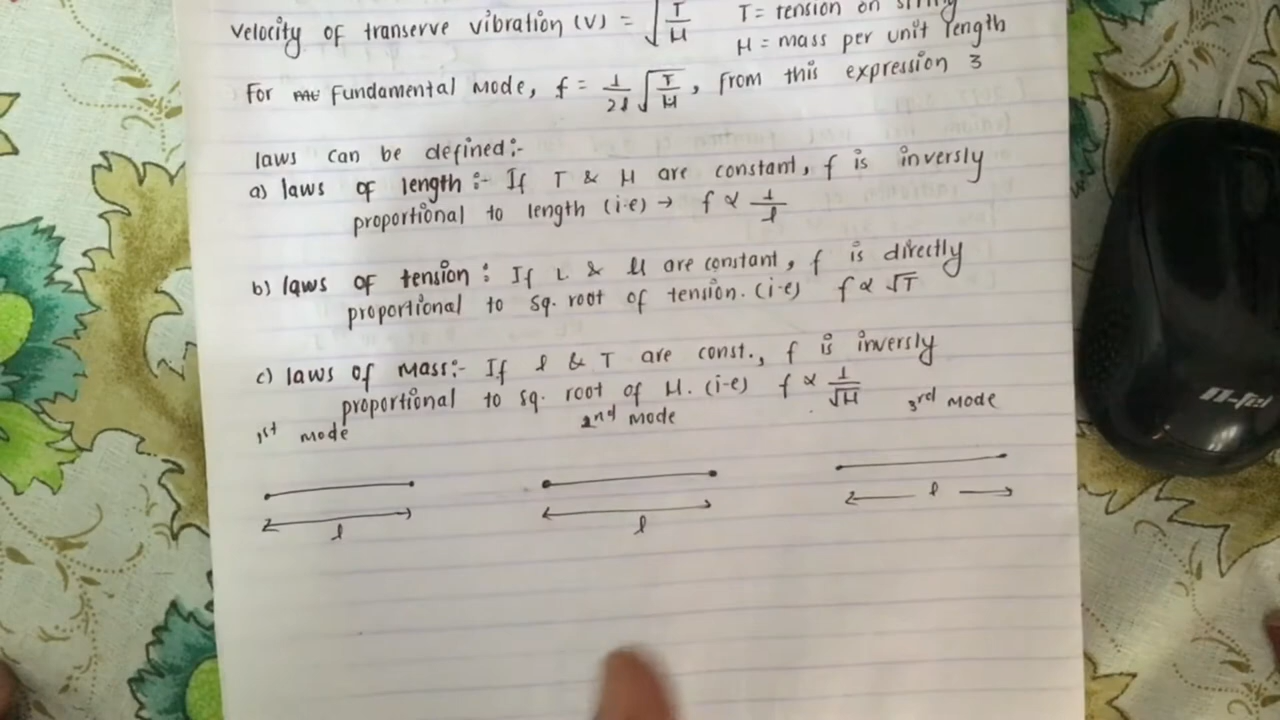 velocity of transerve vibration (v) = √T/μ T = tension on string
μ = mass per unit length
For Fundamental Mode, f = 1/2l √T/μ, from this expression 3
laws can be defined:-
a) laws of length:- If T & μ are constant, f is inversly
proportional to length (i.e) → f ∝ 1/l
b) laws of tension: If L & μ are constant, f is directly
proportional to sq. root of tension. (i-e) f ∝ √T
c) laws of Mass:- If l & T are const., f is inversly
proportional to sq. root of μ. (i-e) f ∝ 1/√μ
1st mode 2nd mode 3rd mode
l l l